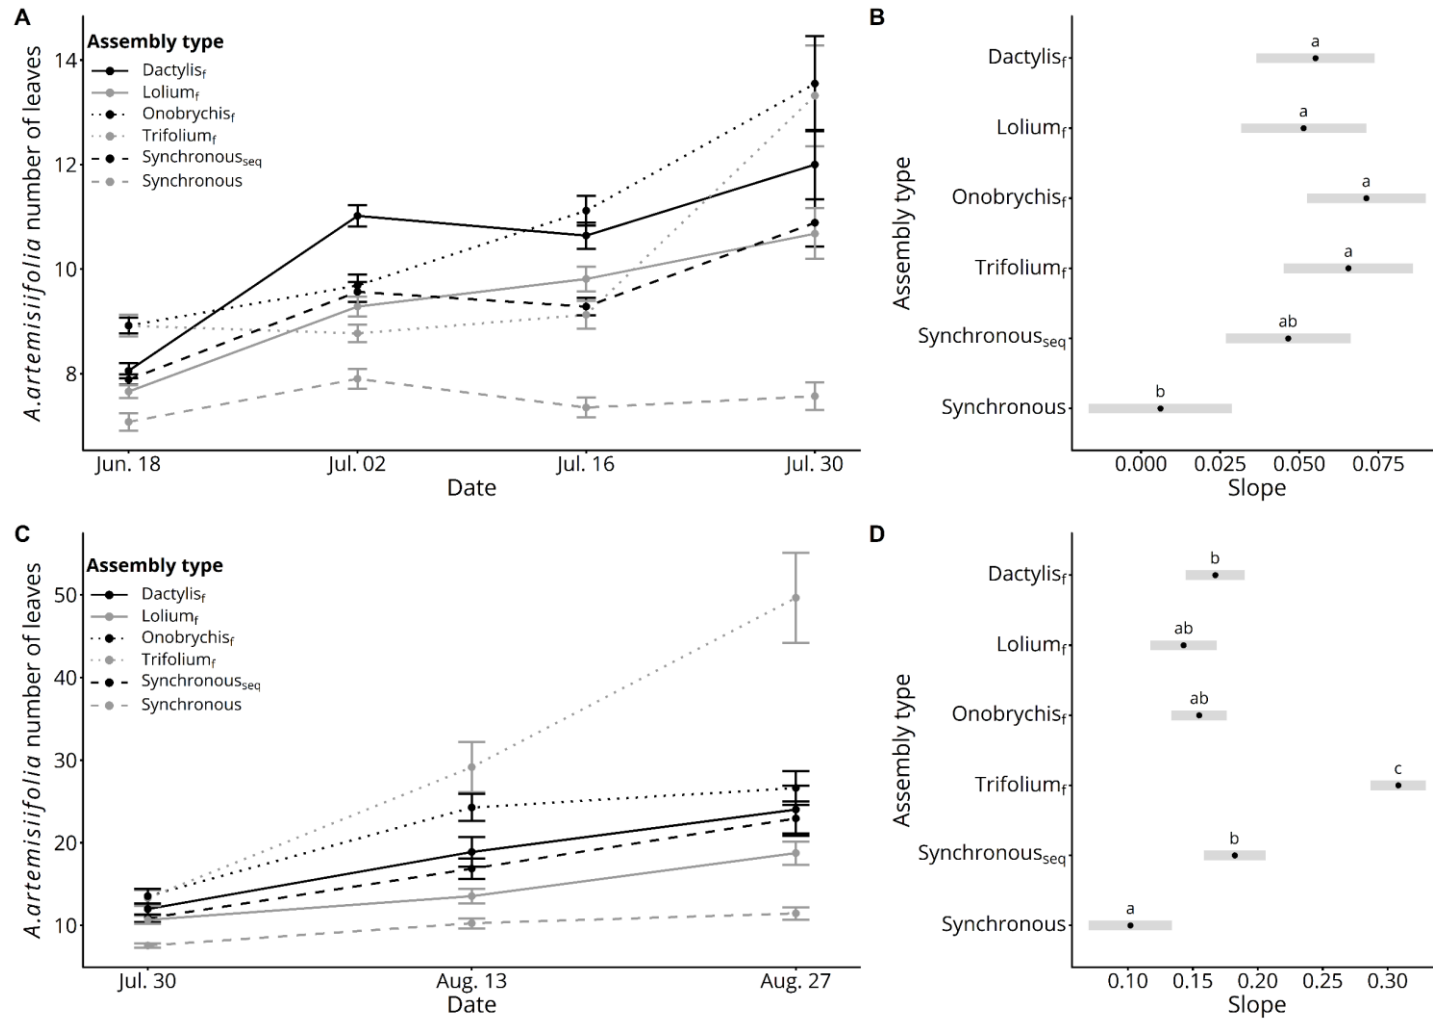 A
A.artemisiifolia number of leaves
14
12
10
8
Assembly type
Dactylisf
Loliumf
Onobrychisf
Trifoliumf
Synchronousseq
Synchronous
Jun. 18
Jul. 02
Jul. 16
Jul. 30
Date
B
Assembly type
Dactylisf
Loliumf
Onobrychisf
Trifoliumf
Synchronousseq
Synchronous
a
a
a
a
ab
b
0.000
0.025
0.050
0.075
Slope
C
A.artemisiifolia number of leaves
50
40
30
20
10
Assembly type
Dactylisf
Loliumf
Onobrychisf
Trifoliumf
Synchronousseq
Synchronous
Jul. 30
Aug. 13
Aug. 27
Date
D
Assembly type
Dactylisf
Loliumf
Onobrychisf
Trifoliumf
Synchronousseq
Synchronous
b
ab
ab
c
b
a
0.10
0.15
0.20
0.25
0.30
Slope